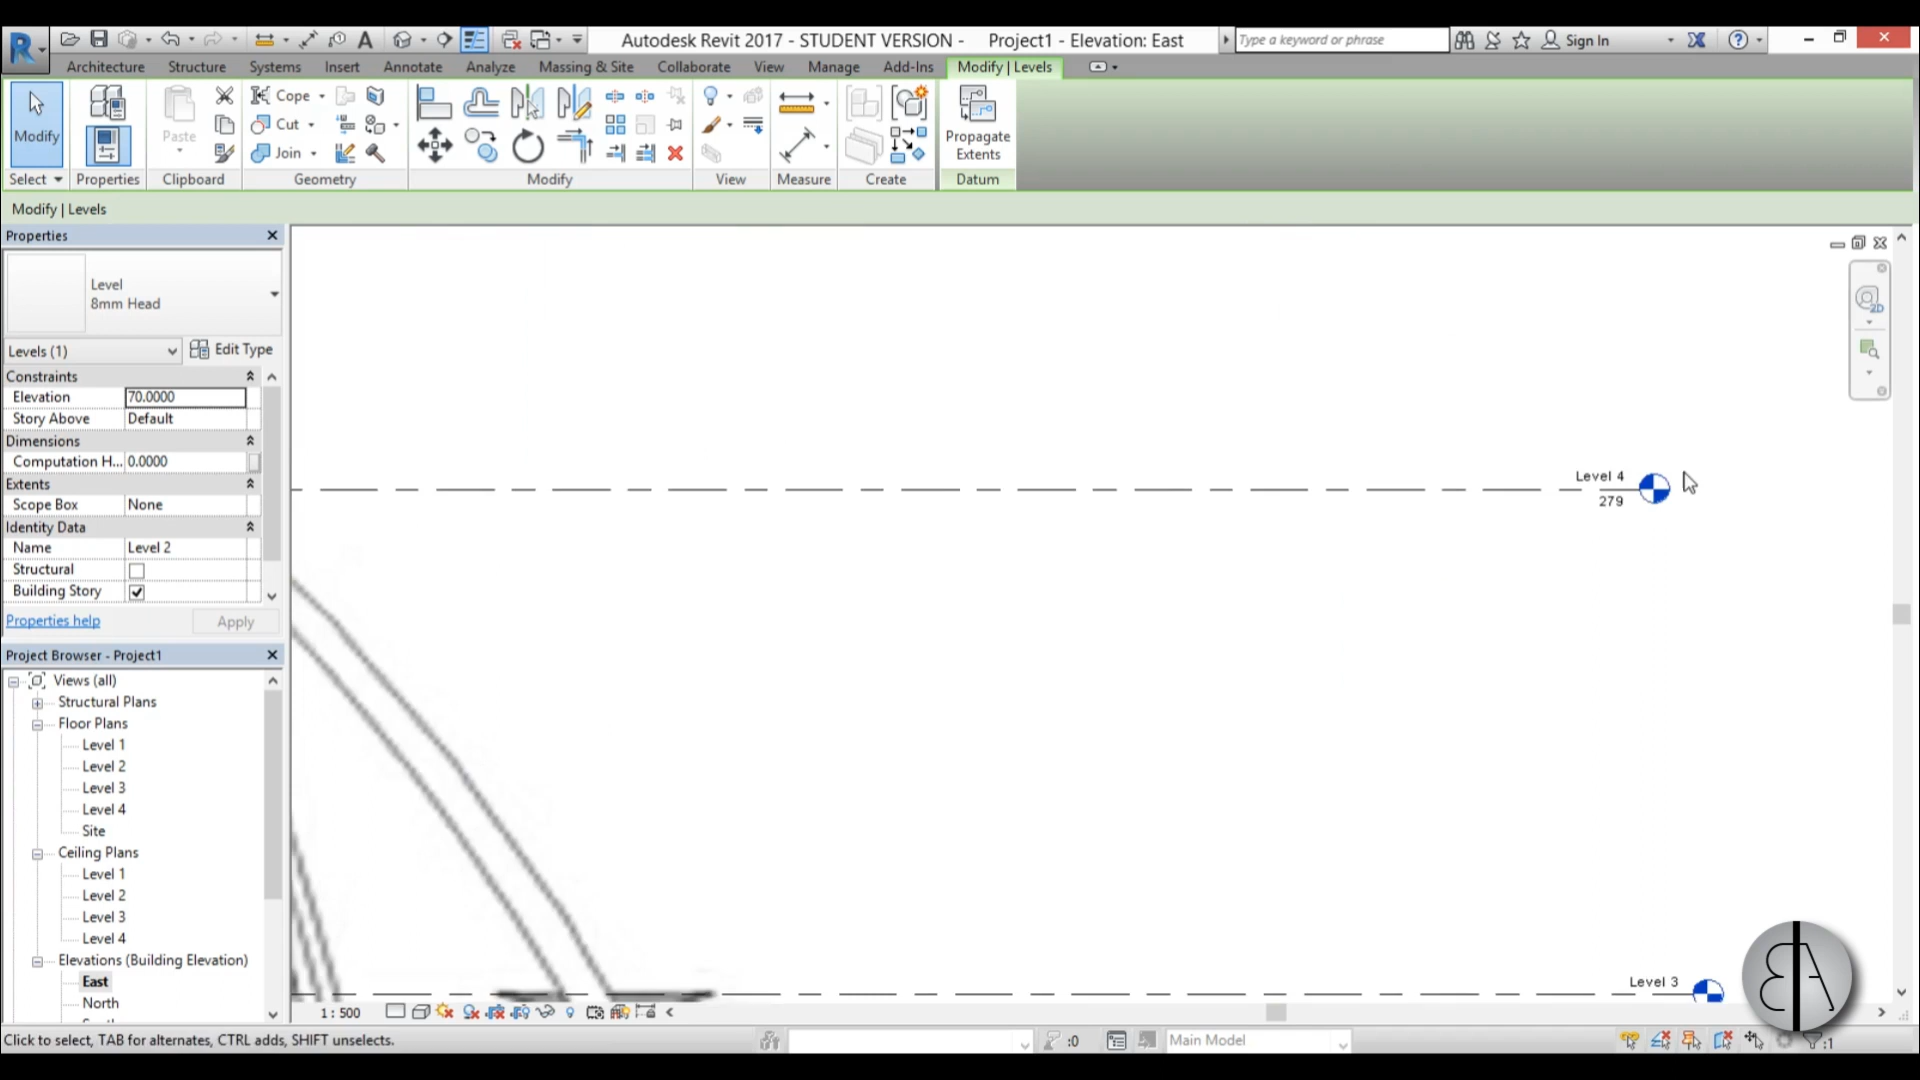 Autodesk Revit 2017 - STUDENT VERSION - Project1 - Elevation: East
Type a keyword or phrase
Sign In
Architecture Structure Systems Insert Annotate Analyze Massing & Site Collaborate View Manage Add-Ins Modify | Levels
Modify
Paste
Cope
Cut
Join
Propagate
Extents
Select Properties Clipboard Geometry Modify View Measure Create Datum
Modify | Levels
Properties
Level
8mm Head
Levels (1) Edit Type
Constraints
Elevation 70.0000
Story Above Default
Dimensions
Computation H... 0.0000
Extents
Scope Box None
Identity Data
Name Level 2
Structural
Building Story
Properties help Apply
Project Browser - Project1
Views (all)
Structural Plans
Floor Plans
Level 1
Level 2
Level 3
Level 4
Site
Ceiling Plans
Level 1
Level 2
Level 3
Level 4
Elevations (Building Elevation)
East
North
Level 4
279
Level 3
2D
1 : 500
Click to select, TAB for alternates, CTRL adds, SHIFT unselects.
:0
Main Model
:1
BA